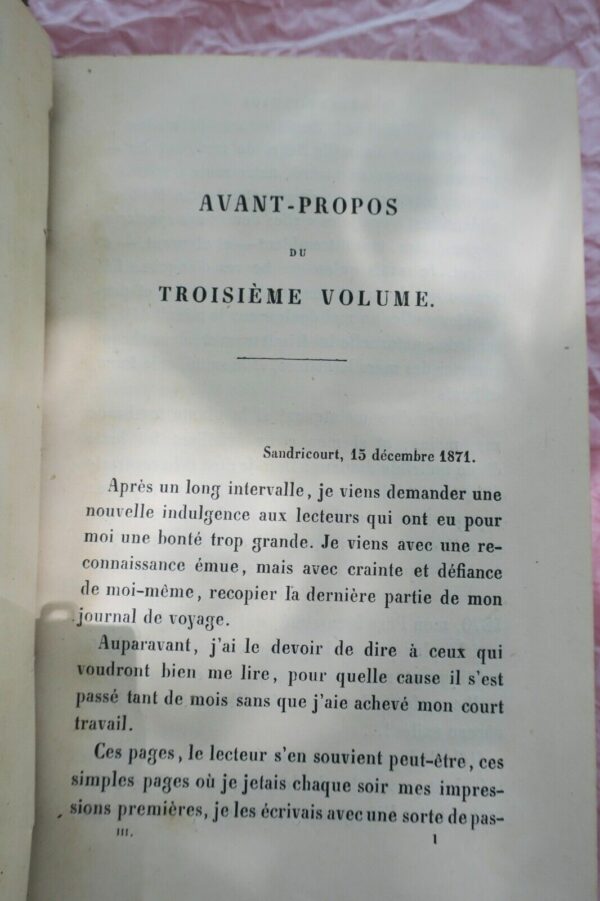 AVANT-PROPOS
DU
TROISIÈME VOLUME.
Sandricourt, 15 décembre 1871.
Après un long intervalle, je viens demander une
nouvelle indulgence aux lecteurs qui ont eu pour
moi une bonté trop grande. Je viens avec une re-
connaissance émue, mais avec crainte et défiance
de moi-même, recopier la dernière partie de mon
journal de voyage.
Auparavant, j'ai le devoir de dire à ceux qui
voudront bien me lire, pour quelle cause il s'est
passé tant de mois sans que j'aie achevé mon court
travail.
Ces pages, le lecteur s'en souvient peut-être, ces
simples pages où je jetais chaque soir mes impres-
sions premières, je les écrivais avec une sorte de pas-
III. 1